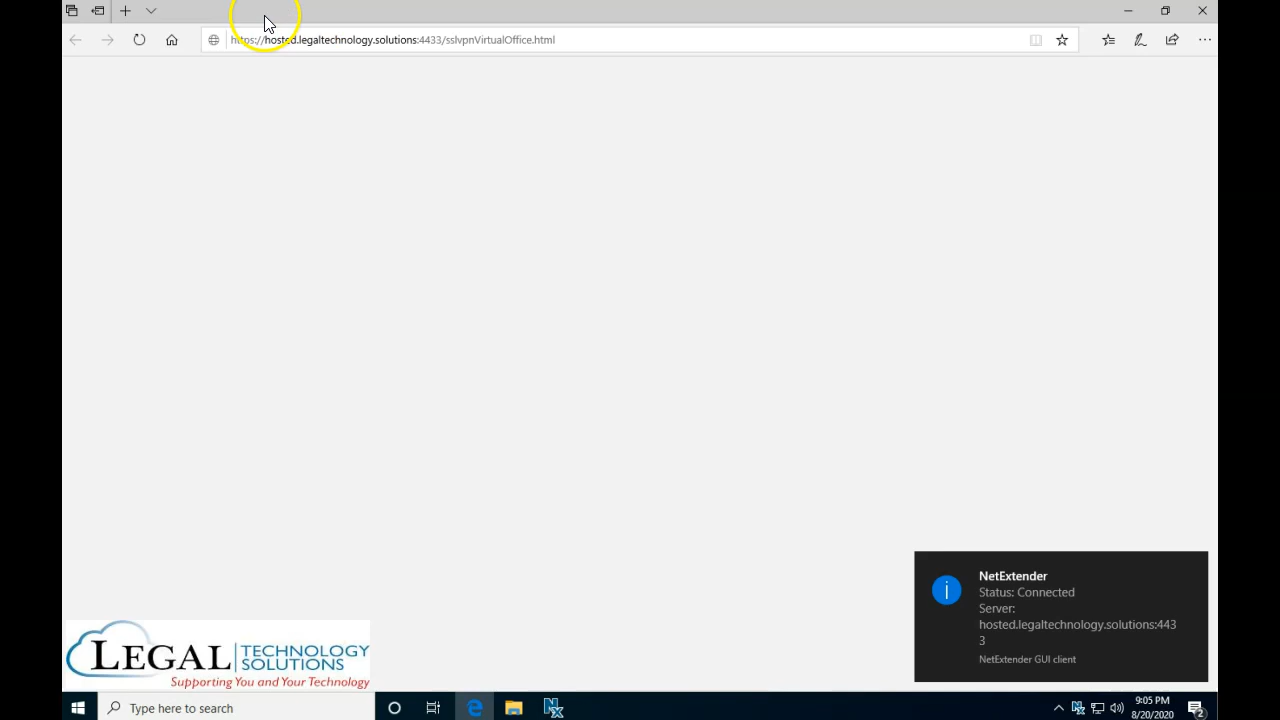 https://hosted.legaltechnology.solutions:4433/sslvpnVirtualOffice.html
NetExtender
Status: Connected
Server:
hosted.legaltechnology.solutions:443
3
NetExtender GUI client
LEGAL
TECHNOLOGY
SOLUTIONS
Supporting You and Your Technology
Type here to search
9:05 PM
8/20/2020
2